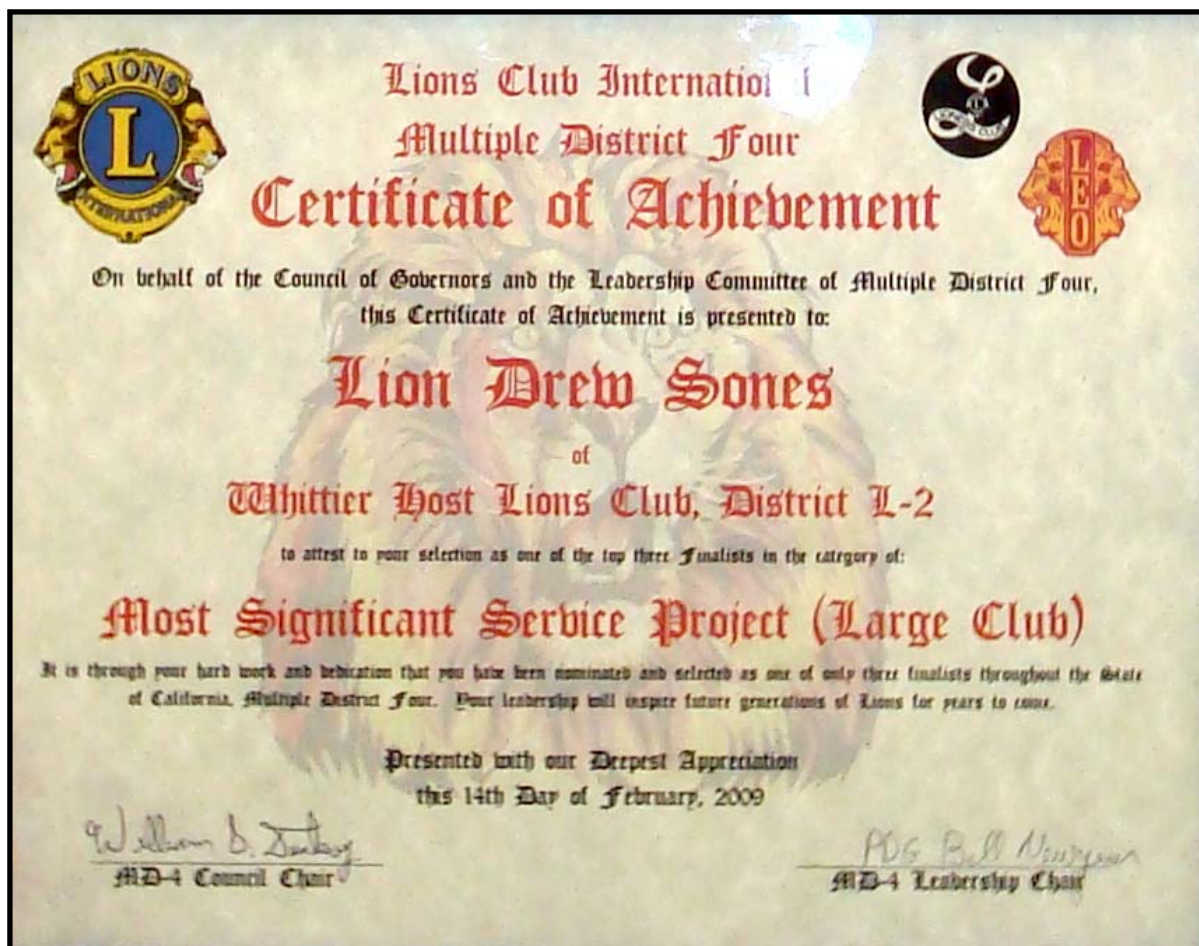 LIONS
L
INTERNATIONAL
Lions Club Internatio l
Multiple District Four
Certificate of Achievement
LIONESS CLUB
LEO
On behalf of the Council of Governors and the Leadership Committee of Multiple District Four,
this Certificate of Achievement is presented to:
Lion Drew Sones
of
Whittier Host Lions Club, District L-2
to attest to your selection as one of the top three Finalists in the category of:
Most Significant Service Project (Large Club)
It is through your hard work and dedication that you have been nominated and selected as one of only three finalists throughout the State
of California, Multiple District Four. Your leadership will inspire future generations of Lions for years to come.
Presented with our Deepest Appreciation
this 14th Day of February, 2009
William D.
PDG Bill
MD-4 Council Chair
MD-4 Leadership Chair